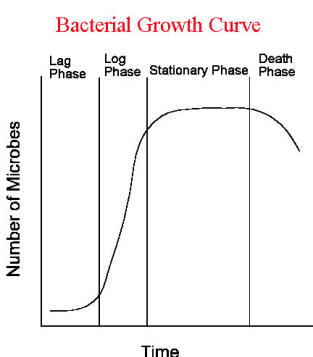 Bacterial Growth Curve
Lag
Phase
Log
Phase
Stationary Phase
Death
Phase
Number of Microbes
Time